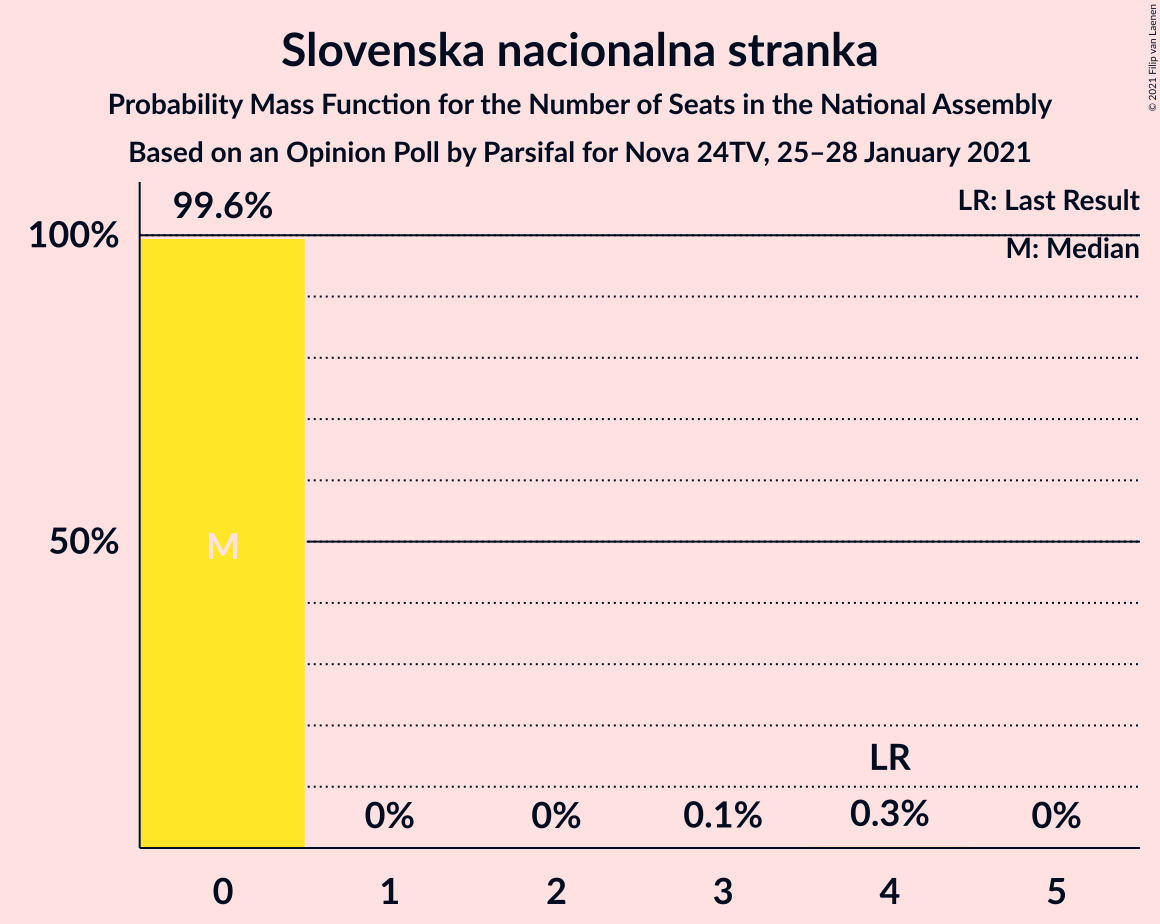 Slovenska nacionalna stranka
Probability Mass Function for the Number of Seats in the National Assembly
Based on an Opinion Poll by Parsifal for Nova 24TV, 25–28 January 2021
© 2021 Filip van Laenen
LR: Last Result
M: Median
99.6%
100%
50%
M
LR
0%
0%
0.1%
0.3%
0%
0
1
2
3
4
5